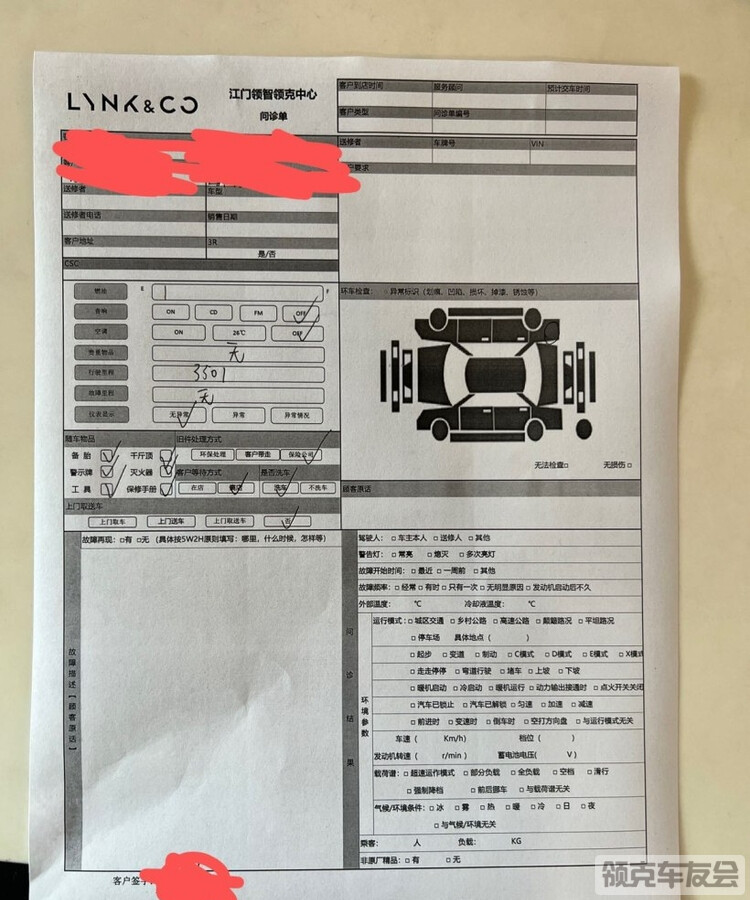 LYNK&CO
江门领智领克中心
问诊单
客户到店时间 服务顾问 预计交车时间
客户类型 问诊单编号
送修者 车牌号 VIN
户要求
送修者 车型
送修者电话 销售日期
客户地址 3R
是/否
CSC
燃油 E F
音响 ON CD FM OFF
空调 ON 26℃ OFF
贵重物品 无
行驶里程 3501
故障里程 无
仪表显示 无异常 异常 异常情况
环车检查: 异常标识(划痕、凹陷、损坏、掉漆、锈蚀等)
无法检查□ 无损伤□
随车物品 旧件处理方式
备胎 千斤顶 环保处理 客户带走 保险公司
警示牌 灭火器 客户等待方式 是否洗车
工具 保修手册 在店 离店 洗车 不洗车
顾客原话
上门取送车
上门取车 上门送车 上门取送车 否
故障再现: □有 □无 (具体按5W2H原则填写: 哪里, 什么时候, 怎样等)
故障描述【顾客原话】
问诊结果
驾驶人: □车主本人 □送修人 □其他
警告灯: □常亮 □熄灭 □多次亮灯
故障开始时间: □最近 □一周前 □其他
故障频率: □经常 □有时 □只有一次 □无明显原因 □发动机启动后不久
外部温度: ℃ 冷却液温度: ℃
环境参数
运行模式: □城区交通 □乡村公路 □高速公路 □颠簸路况 □平坦路况
□停车场 具体地点( )
□起步 □变道 □制动 □C模式 □D模式 □E模式 □X模式
□走走停停 □弯道行驶 □堵车 □上坡 □下坡
□暖机启动 □冷启动 □暖机运行 □动力输出接通时 □点火开关关闭
□汽车已锁止 □汽车已解锁 □匀速 □加速 □减速
□前进时 □变速时 □倒车时 □空打方向盘 □与运行模式无关
车速( Km/h) 档位( )
发动机转速( r/min) 蓄电池电压( V)
载荷谱: □超速运作模式 □部分负载 □全负载 □空档 □滑行
□强制降档 □前后挪车 □与载荷谱无关
气候/环境条件: □冰 □雾 □热 □暖 □冷 □日 □夜
□与气候/环境无关
乘客: 人 负载: KG
非原厂精品: □有 □无
客户签字
领克车友会